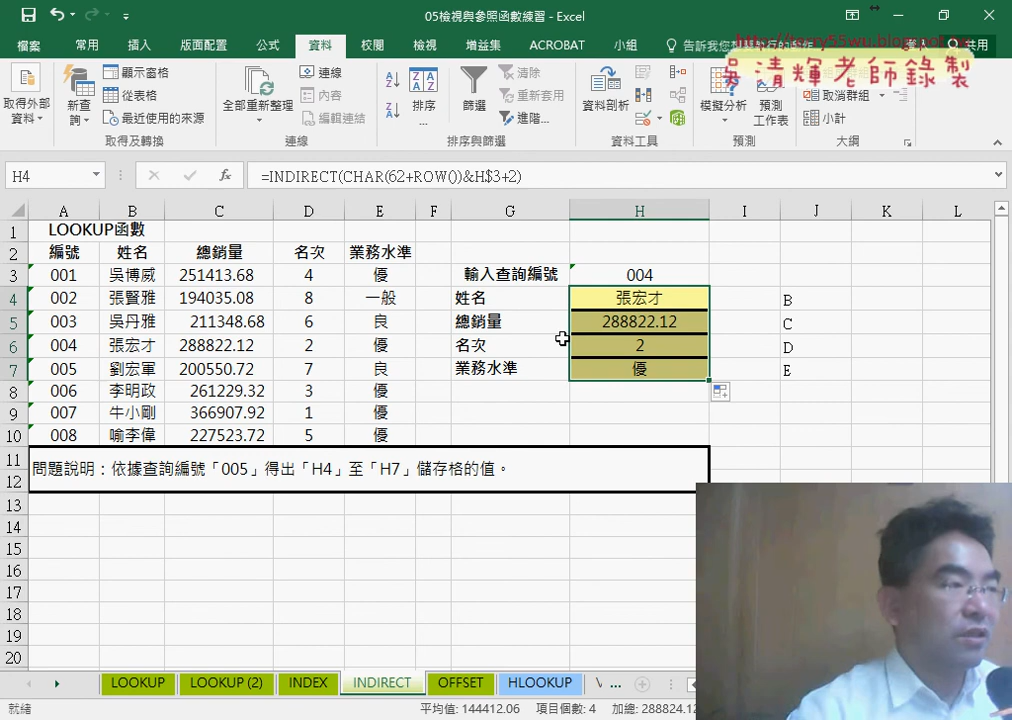 05檢視與參照函數練習 - Excel
檔案 常用 插入 版面配置 公式 資料 校閱 檢視 增益集 ACROBAT 小組 告訴我您 共用
http://terry55wu.blogspot.tw
吳清輝老師錄製
取得外部資料 新查詢 顯示窗格 從表格 最近使用的來源 取得及轉換
全部重新整理 連線 內容 編輯連結 連線
排序... 篩選 清除 重新套用 進階... 排序與篩選
資料剖析 資料工具
模擬分析 預測工作表 預測
取消群組 小計 大綱
H4 fx =INDIRECT(CHAR(62+ROW())&H$3+2)
A B C D E F G H I J K L
1 LOOKUP函數
2 編號 姓名 總銷量 名次 業務水準
3 001 吳博威 251413.68 4 優 輸入查詢編號 004
4 002 張賢雅 194035.08 8 一般 姓名 張宏才 B
5 003 吳丹雅 211348.68 6 良 總銷量 288822.12 C
6 004 張宏才 288822.12 2 優 名次 2 D
7 005 劉宏軍 200550.72 7 良 業務水準 優 E
8 006 李明政 261229.32 3 優
9 007 牛小剛 366907.92 1 優
10 008 喻李偉 227523.72 5 優
11 問題說明：依據查詢編號「005」得出「H4」至「H7」儲存格的值。
12
13
14
15
16
17
18
19
20
LOOKUP LOOKUP (2) INDEX INDIRECT OFFSET HLOOKUP ...
就緒 平均值: 144412.06 項目個數: 4 加總: 288824.12